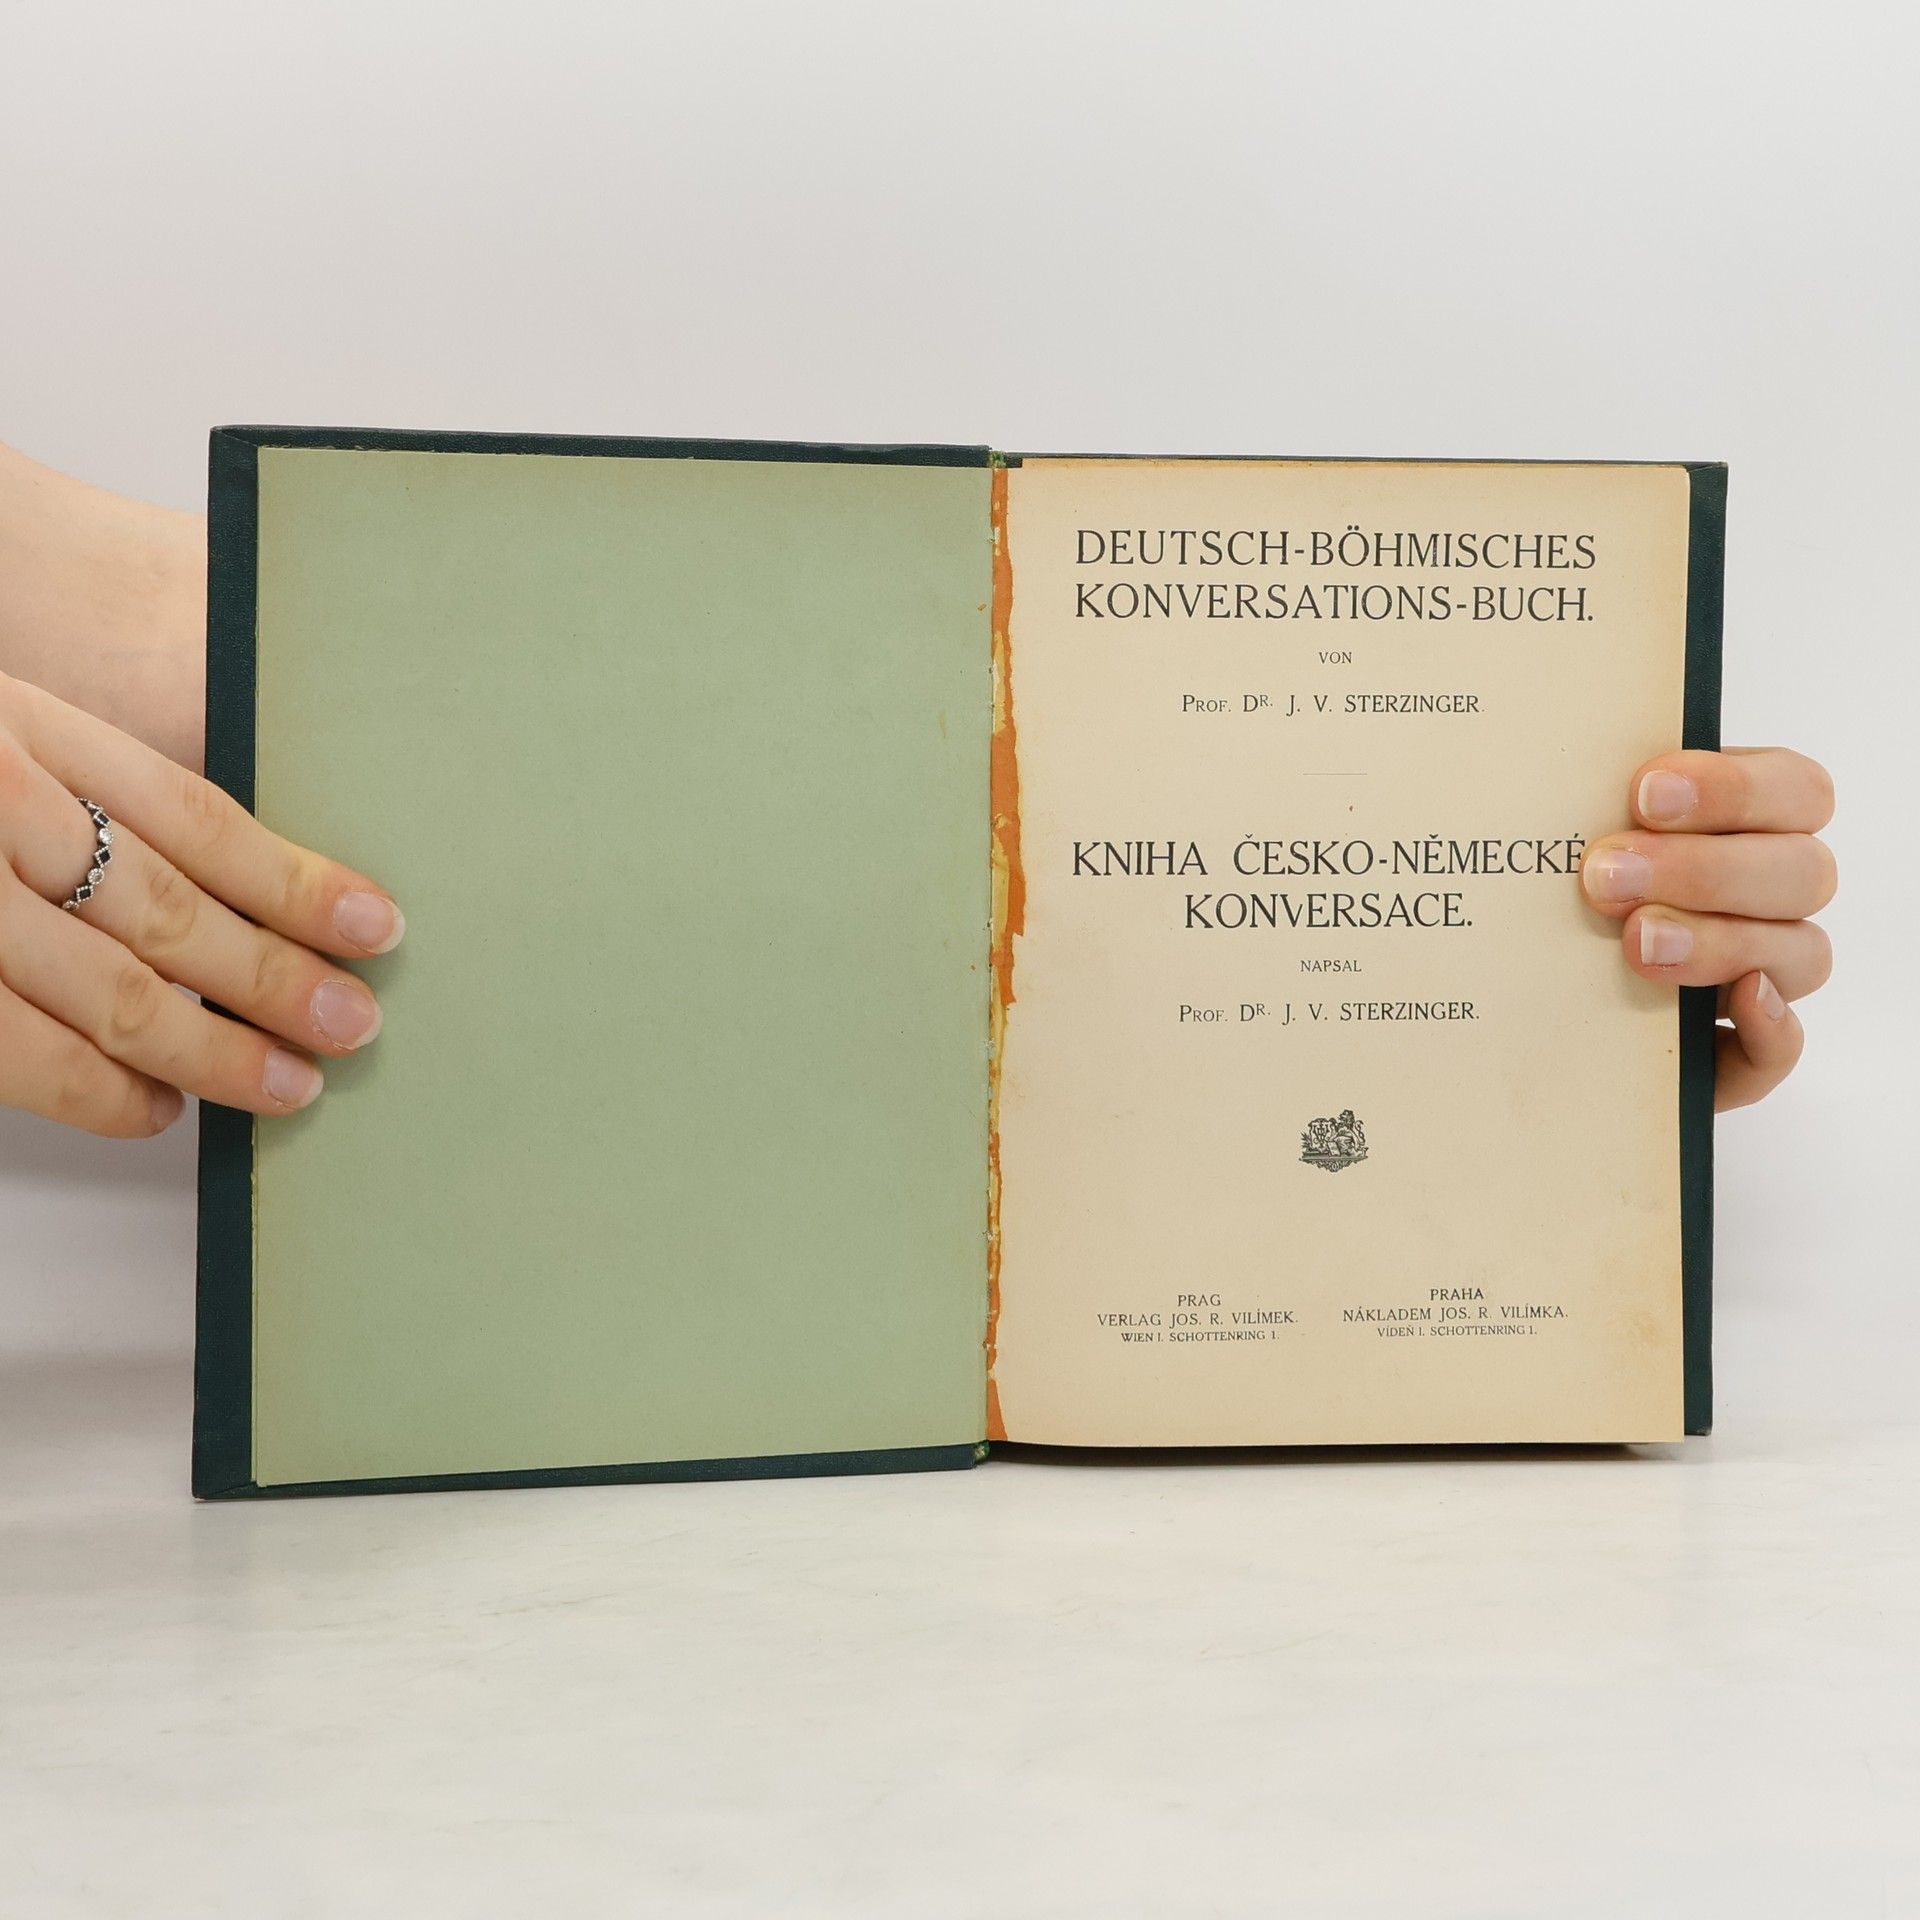 DEUTSCH-BÖHMISCHES
KONVERSATIONS-BUCH.
VON
PROF. DR. J. V. STERZINGER.
KNIHA ČESKO-NĚMECKÉ
KONVERSACE.
NAPSAL
PROF. DR. J. V. STERZINGER.
PRAG
VERLAG JOS. R. VILÍMEK.
WIEN I. SCHOTTENRING 1.
PRAHA
NÁKLADEM JOS. R. VILÍMKA.
VÍDEŇ I. SCHOTTENRING 1.